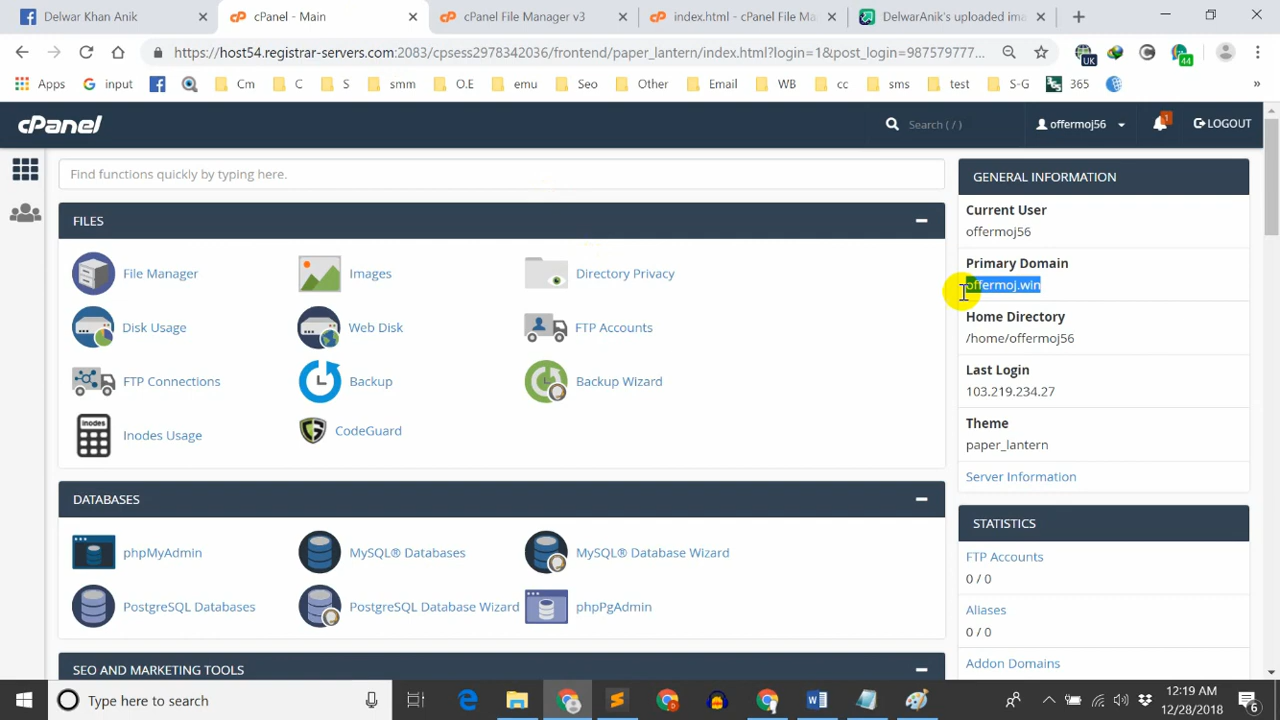 Delwar Khan Anik
cPanel - Main
cPanel File Manager v3
index.html - cPanel File Ma
DelwarAnik's uploaded ima
https://host54.registrar-servers.com:2083/cpsess2978342036/frontend/paper_lantern/index.html?login=1&post_login=987579777...
UK
44
Apps
input
Cm
C
S
smm
O.E
emu
Seo
Other
Email
WB
cc
sms
test
S-G
365
»
cPanel
Search ( / )
offermoj56
1
LOGOUT
Find functions quickly by typing here.
FILES
File Manager
Images
Directory Privacy
Disk Usage
Web Disk
FTP Accounts
FTP Connections
Backup
Backup Wizard
inodes
Inodes Usage
CodeGuard
DATABASES
phpMyAdmin
MySQL® Databases
MySQL® Database Wizard
PostgreSQL Databases
PostgreSQL Database Wizard
phpPgAdmin
SEO AND MARKETING TOOLS
GENERAL INFORMATION
Current User
offermoj56
Primary Domain
offermoj.win
Home Directory
/home/offermoj56
Last Login
103.219.234.27
Theme
paper_lantern
Server Information
STATISTICS
FTP Accounts
0 / 0
Aliases
0 / 0
Addon Domains
Type here to search
12:19 AM
12/28/2018
6